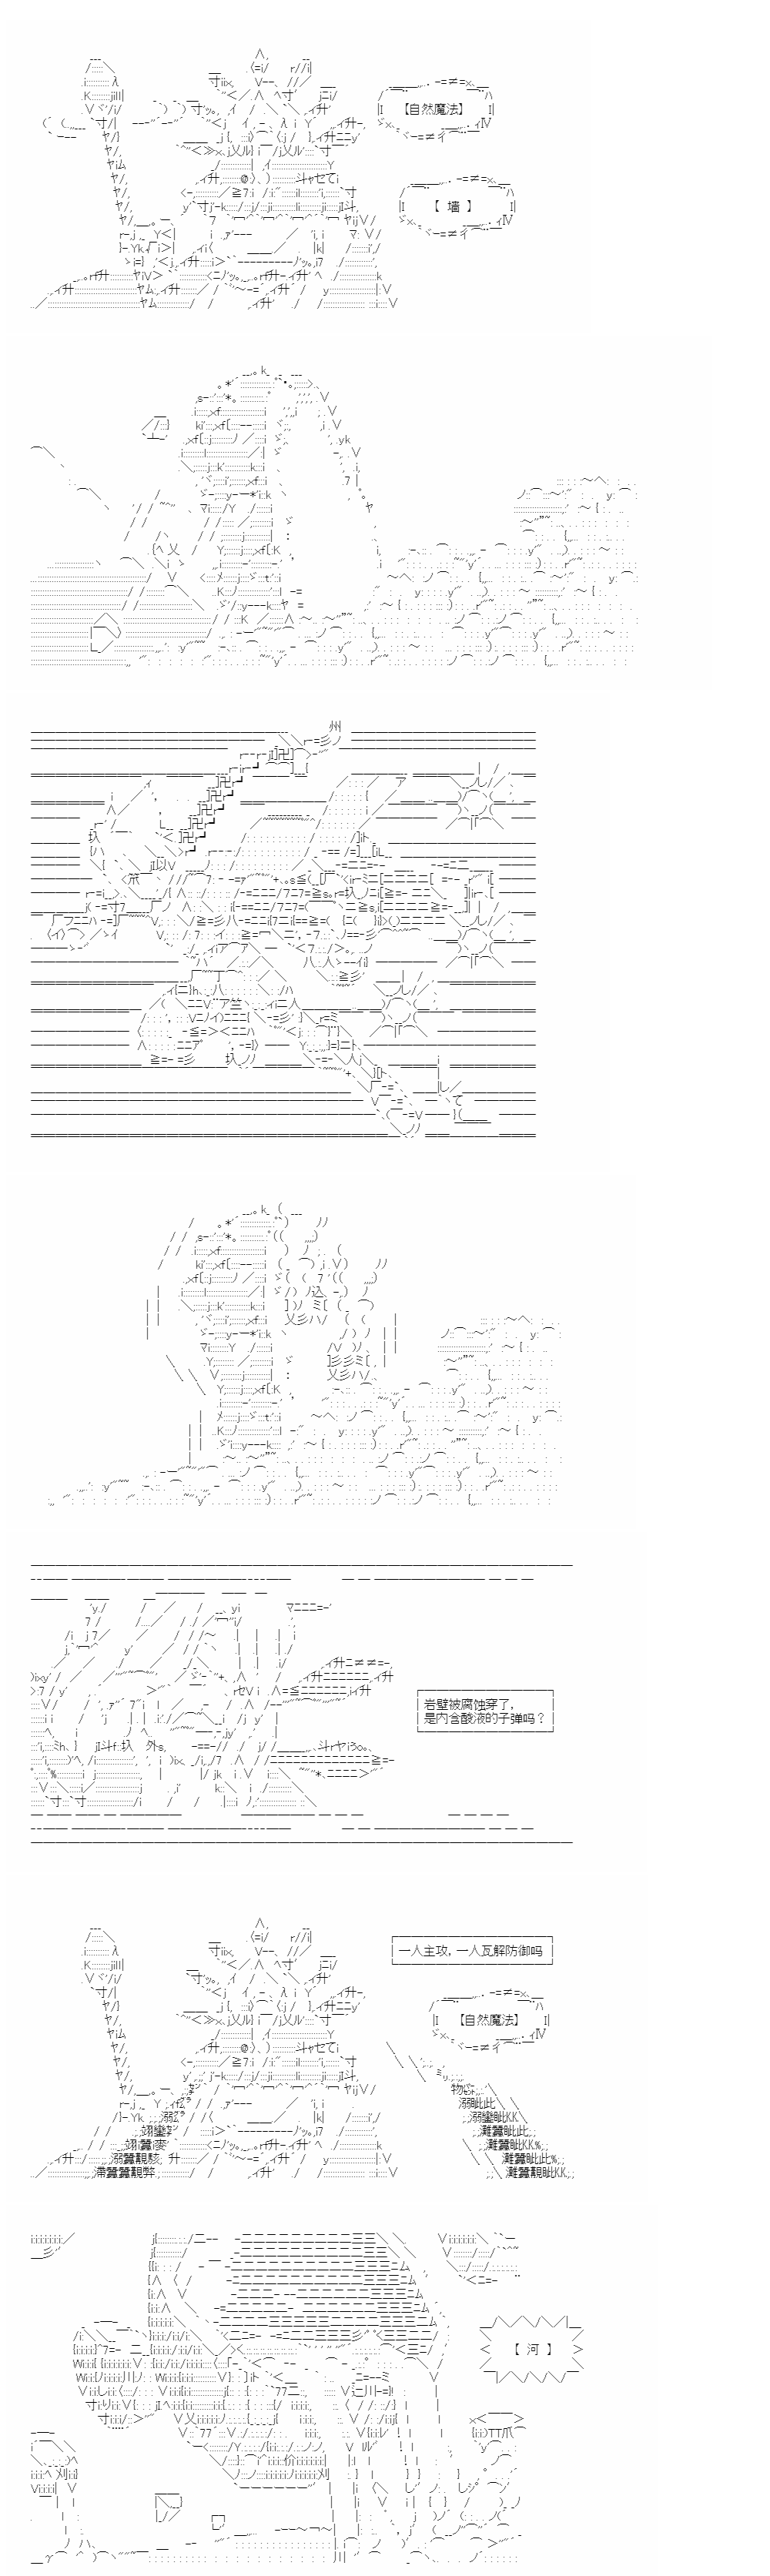 【自然魔法】
【 墙 】
岩壁被腐蚀穿了，
是内含酸液的子弹吗？
一人主攻，一人瓦解防御吗
【自然魔法】
【 河 】